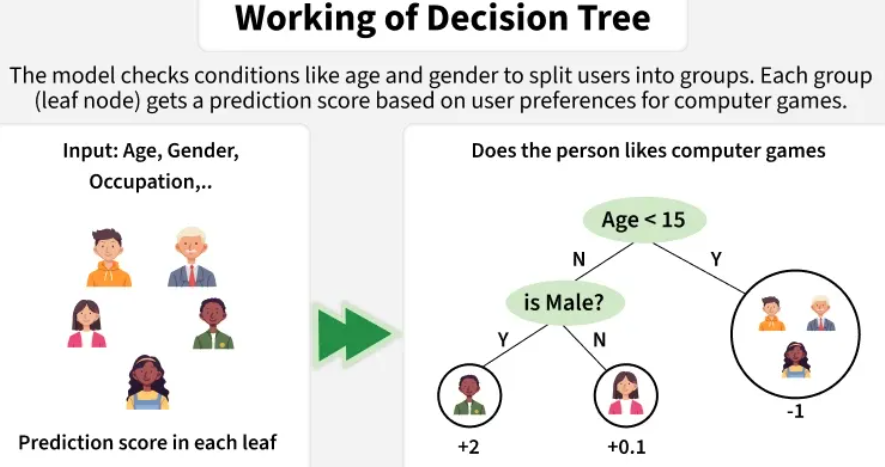 Working of Decision Tree
The model checks conditions like age and gender to split users into groups. Each group
(leaf node) gets a prediction score based on user preferences for computer games.
Input: Age, Gender,
Occupation,..
Prediction score in each leaf
Does the person likes computer games
Age < 15
N
Y
is Male?
Y
N
+2
+0.1
-1